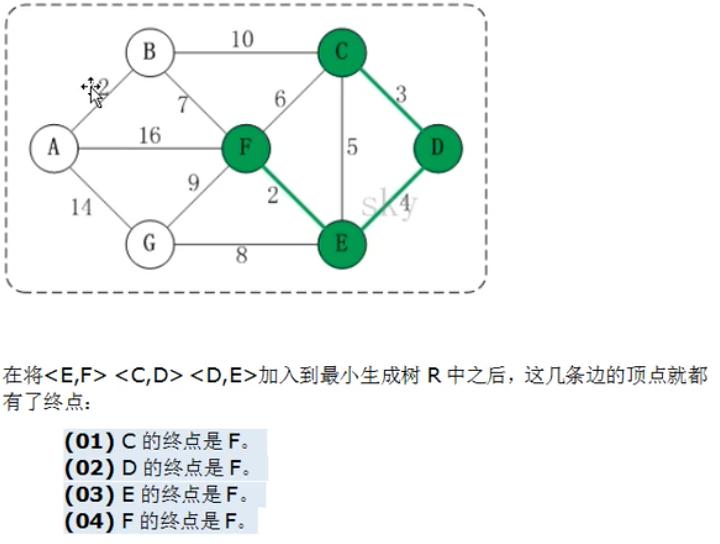 10
B
C
7
6
3
16
A
F
5
D
9
14
2
sky
4
G
E
8
在将<E,F> <C,D> <D,E>加入到最小生成树 R 中之后，这几条边的顶点就都
有了终点：
(01) C 的终点是 F。
(02) D 的终点是 F。
(03) E 的终点是 F。
(04) F 的终点是 F。